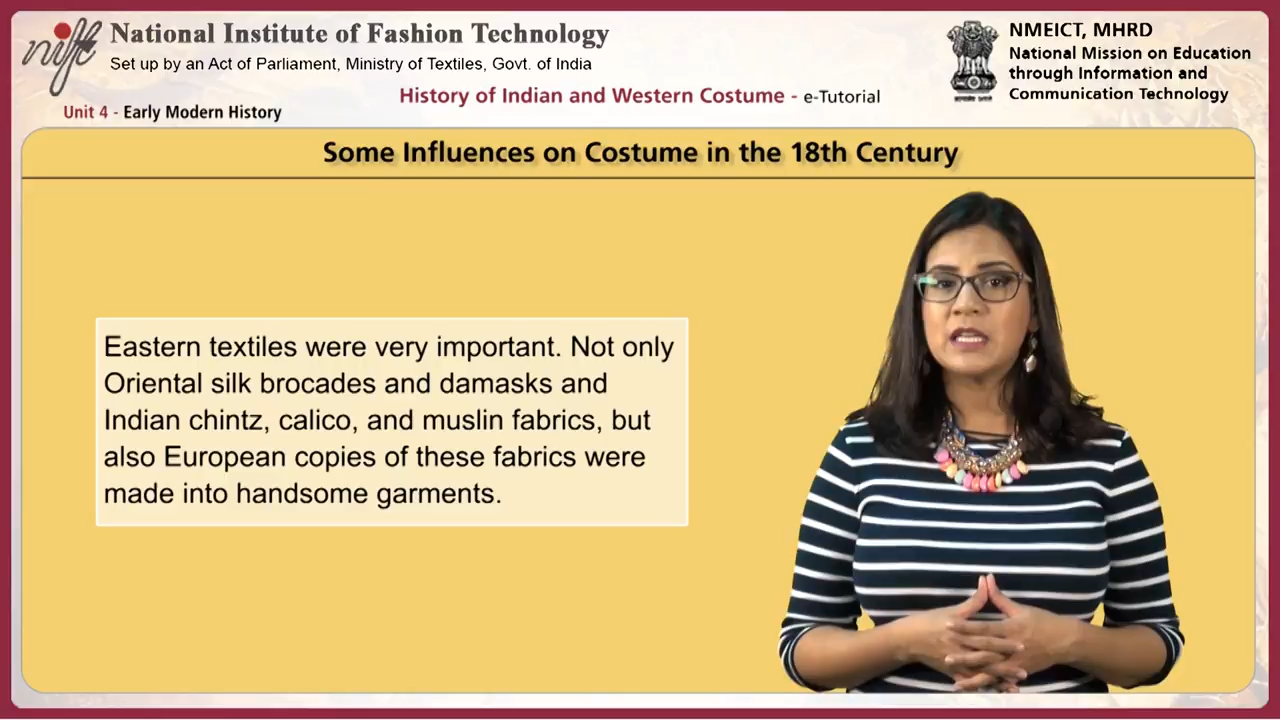 nift
National Institute of Fashion Technology
Set up by an Act of Parliament, Ministry of Textiles, Govt. of India
NMEICT, MHRD
National Mission on Education
through Information and
Communication Technology
History of Indian and Western Costume - e-Tutorial
Unit 4 - Early Modern History
Some Influences on Costume in the 18th Century
Eastern textiles were very important. Not only
Oriental silk brocades and damasks and
Indian chintz, calico, and muslin fabrics, but
also European copies of these fabrics were
made into handsome garments.